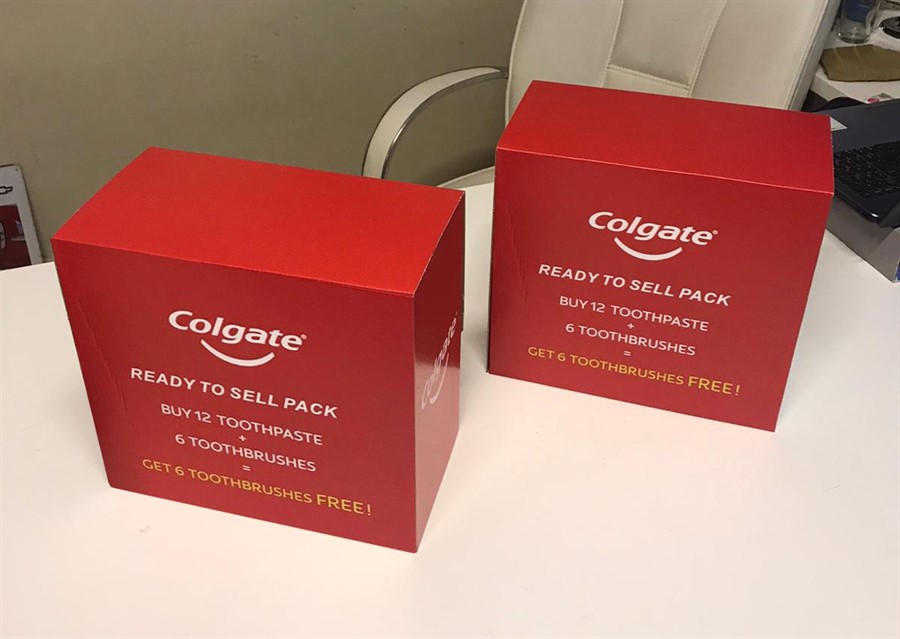 Colgate®
READY TO SELL PACK
BUY 12 TOOTHPASTE
+
6 TOOTHBRUSHES
=
GET 6 TOOTHBRUSHES FREE!
Colgate
Colgate®
READY TO SELL PACK
BUY 12 TOOTHPASTE
+
6 TOOTHBRUSHES
=
GET 6 TOOTHBRUSHES FREE!